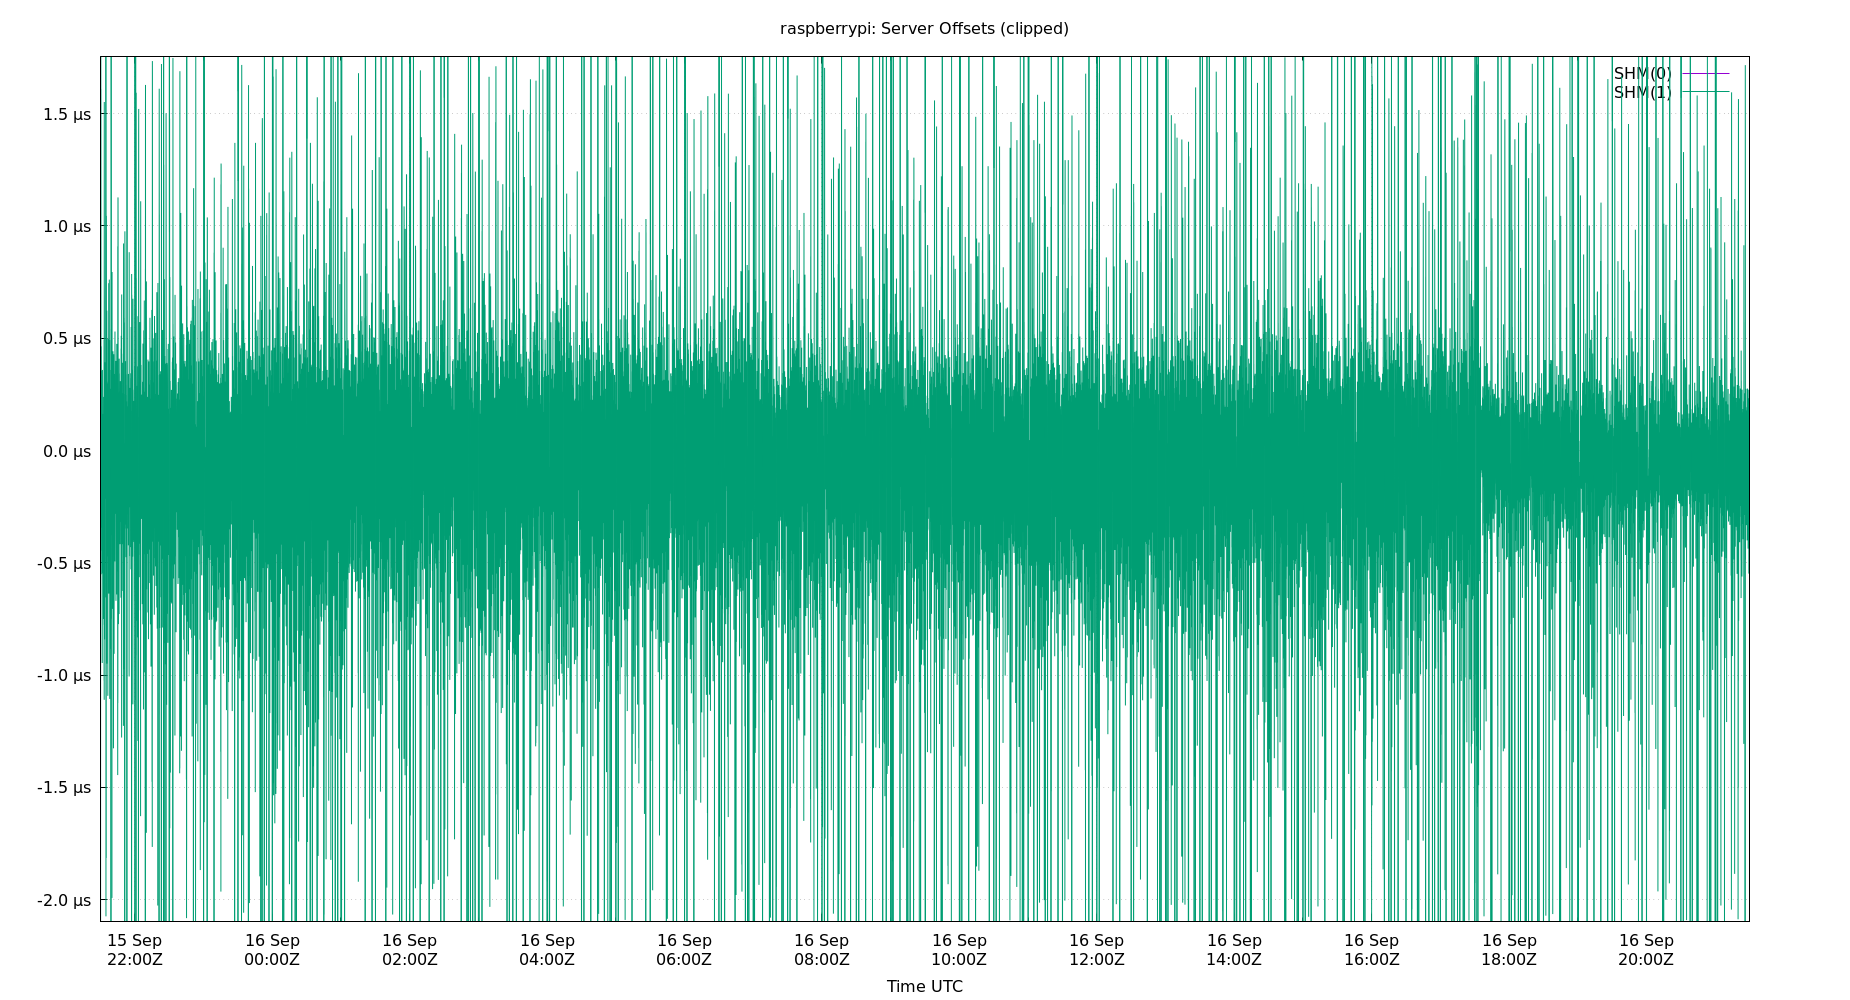 raspberrypi: Server Offsets (clipped)
SHM(0)
SHM(1)
1.5 µs
1.0 µs
0.5 µs
0.0 µs
-0.5 µs
-1.0 µs
-1.5 µs
-2.0 µs
15 Sep 16 Sep 16 Sep 16 Sep 16 Sep 16 Sep 16 Sep 16 Sep 16 Sep 16 Sep 16 Sep 16 Sep
22:00Z 00:00Z 02:00Z 04:00Z 06:00Z 08:00Z 10:00Z 12:00Z 14:00Z 16:00Z 18:00Z 20:00Z
Time UTC